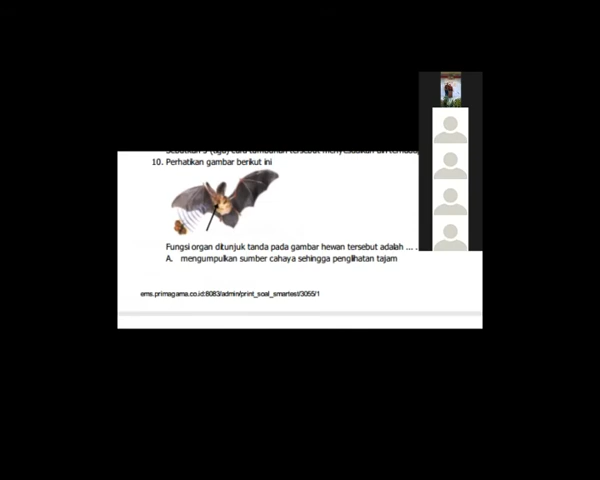 10. Perhatikan gambar berikut ini
Fungsi organ ditunjuk tanda pada gambar hewan tersebut adalah ... .
A. mengumpulkan sumber cahaya sehingga penglihatan tajam
ems.primagama.co.id:8083/admin/print_soal_smartest/3055/1